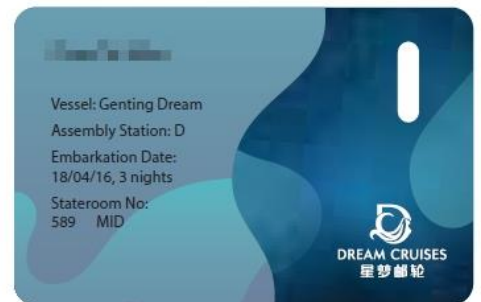 Vessel: Genting Dream
Assembly Station: D
Embarkation Date:
18/04/16, 3 nights
Stateroom No:
589 MID
DREAM CRUISES
星梦邮轮